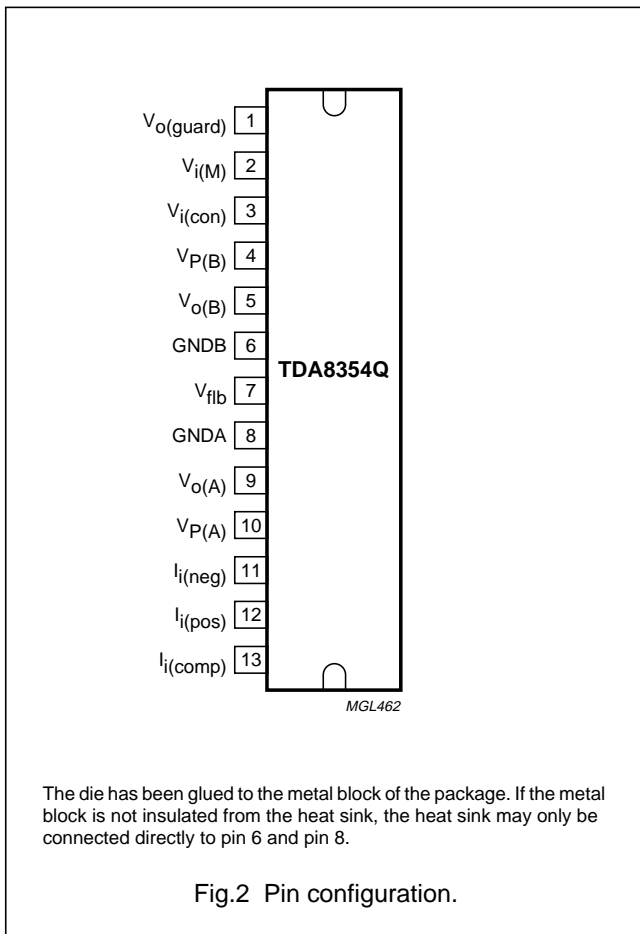 Vo(guard) 1
Vi(M) 2
Vi(con) 3
VP(B) 4
Vo(B) 5
GNDB 6
Vflb 7
GNDA 8
Vo(A) 9
VP(A) 10
Ii(neg) 11
Ii(pos) 12
Ii(comp) 13
TDA8354Q
MGL462
The die has been glued to the metal block of the package. If the metal
block is not insulated from the heat sink, the heat sink may only be
connected directly to pin 6 and pin 8.
Fig.2 Pin configuration.